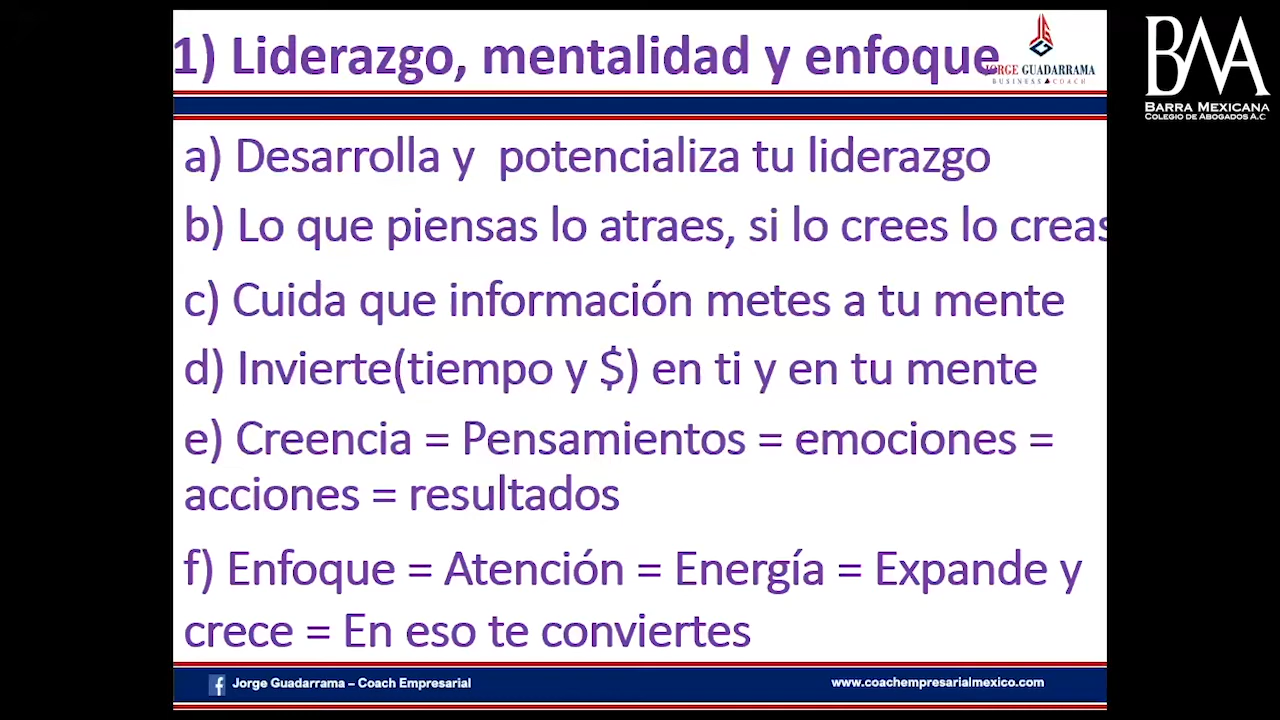 1) Liderazgo, mentalidad y enfoque
JORGE GUADARRAMA
BUSINESS COACH
BMA
BARRA MEXICANA
COLEGIO DE ABOGADOS A.C
a) Desarrolla y potencializa tu liderazgo
b) Lo que piensas lo atraes, si lo crees lo creas
c) Cuida que información metes a tu mente
d) Invierte(tiempo y $) en ti y en tu mente
e) Creencia = Pensamientos = emociones =
acciones = resultados
f) Enfoque = Atención = Energía = Expande y
crece = En eso te conviertes
Jorge Guadarrama – Coach Empresarial
www.coachempresarialmexico.com